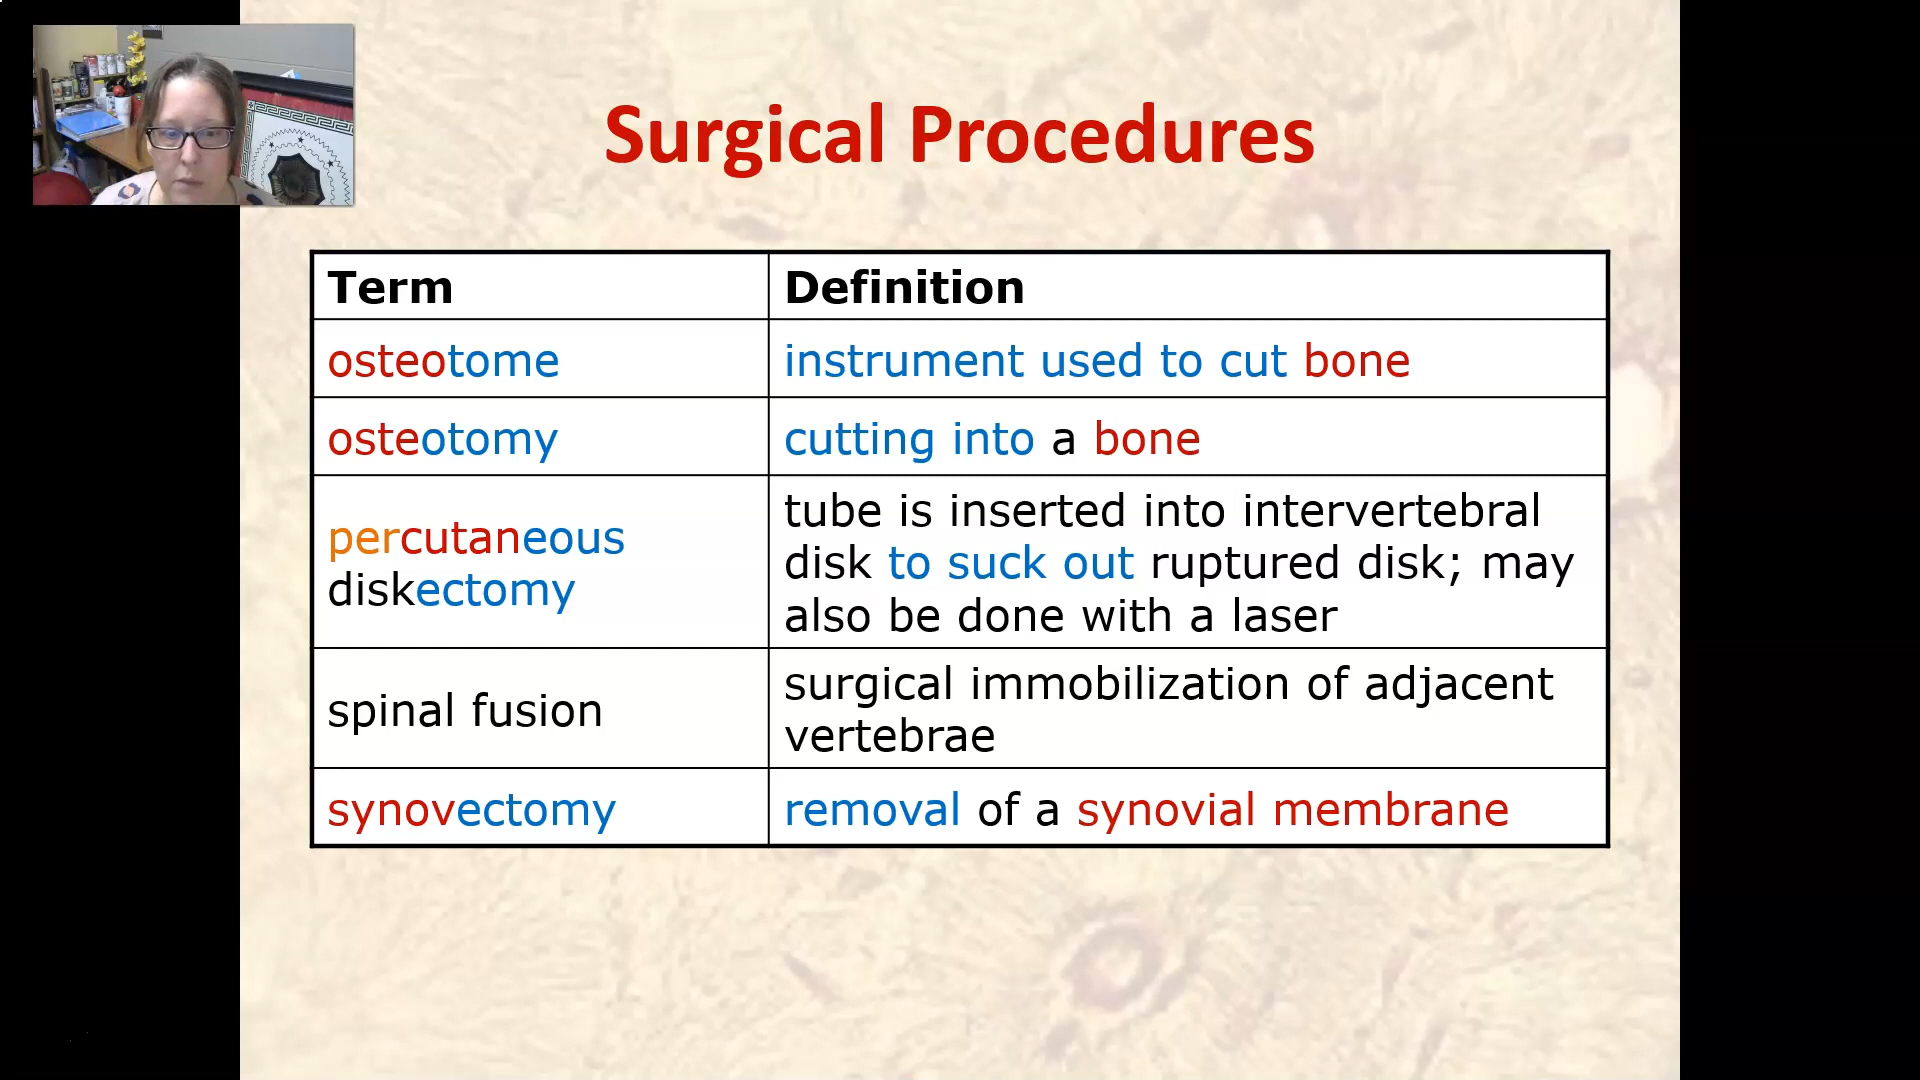 Surgical Procedures
Term Definition
osteotome instrument used to cut bone
osteotomy cutting into a bone
percutaneous
diskectomy
tube is inserted into intervertebral
disk to suck out ruptured disk; may
also be done with a laser
spinal fusion
surgical immobilization of adjacent
vertebrae
synovectomy removal of a synovial membrane